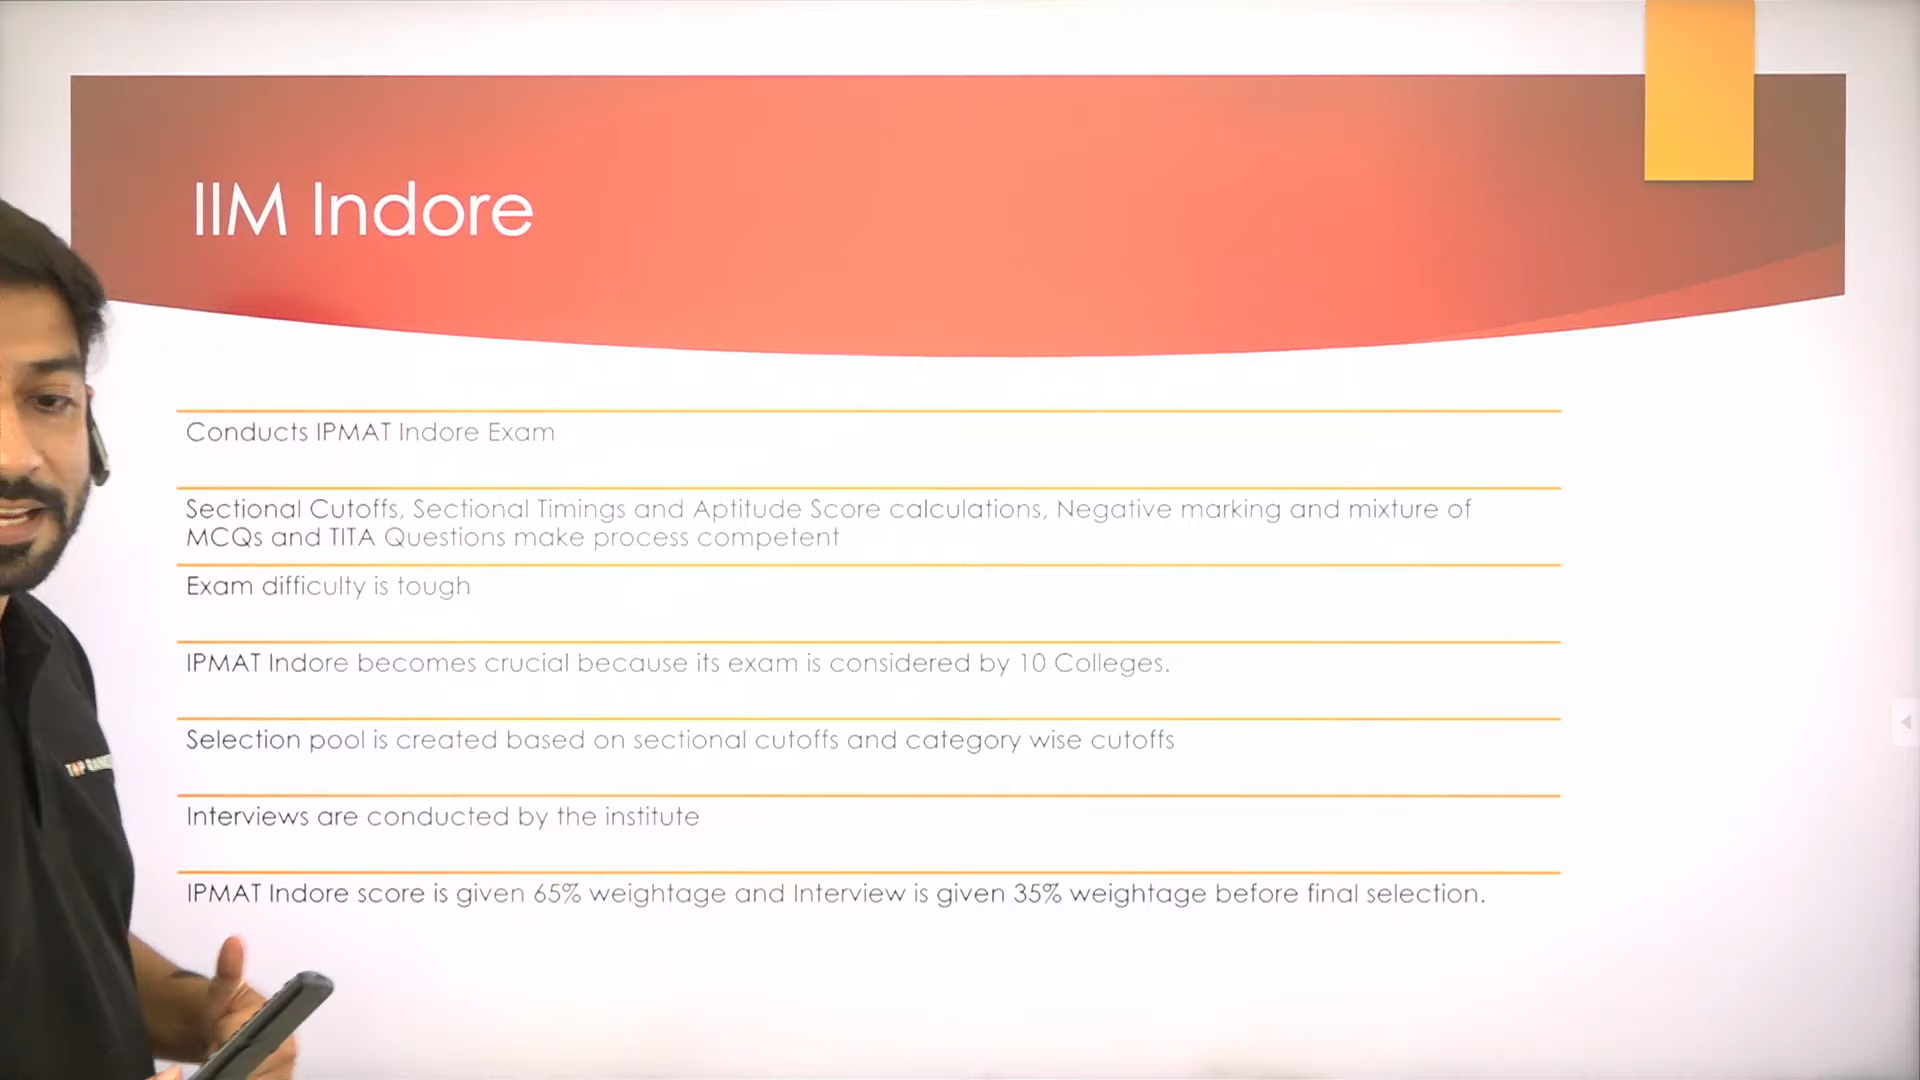 IIM Indore
Conducts IPMAT Indore Exam
Sectional Cutoffs, Sectional Timings and Aptitude Score calculations, Negative marking and mixture of
MCQs and TITA Questions make process competent
Exam difficulty is tough
IPMAT Indore becomes crucial because its exam is considered by 10 Colleges.
Selection pool is created based on sectional cutoffs and category wise cutoffs
Interviews are conducted by the institute
IPMAT Indore score is given 65% weightage and Interview is given 35% weightage before final selection.
TOP